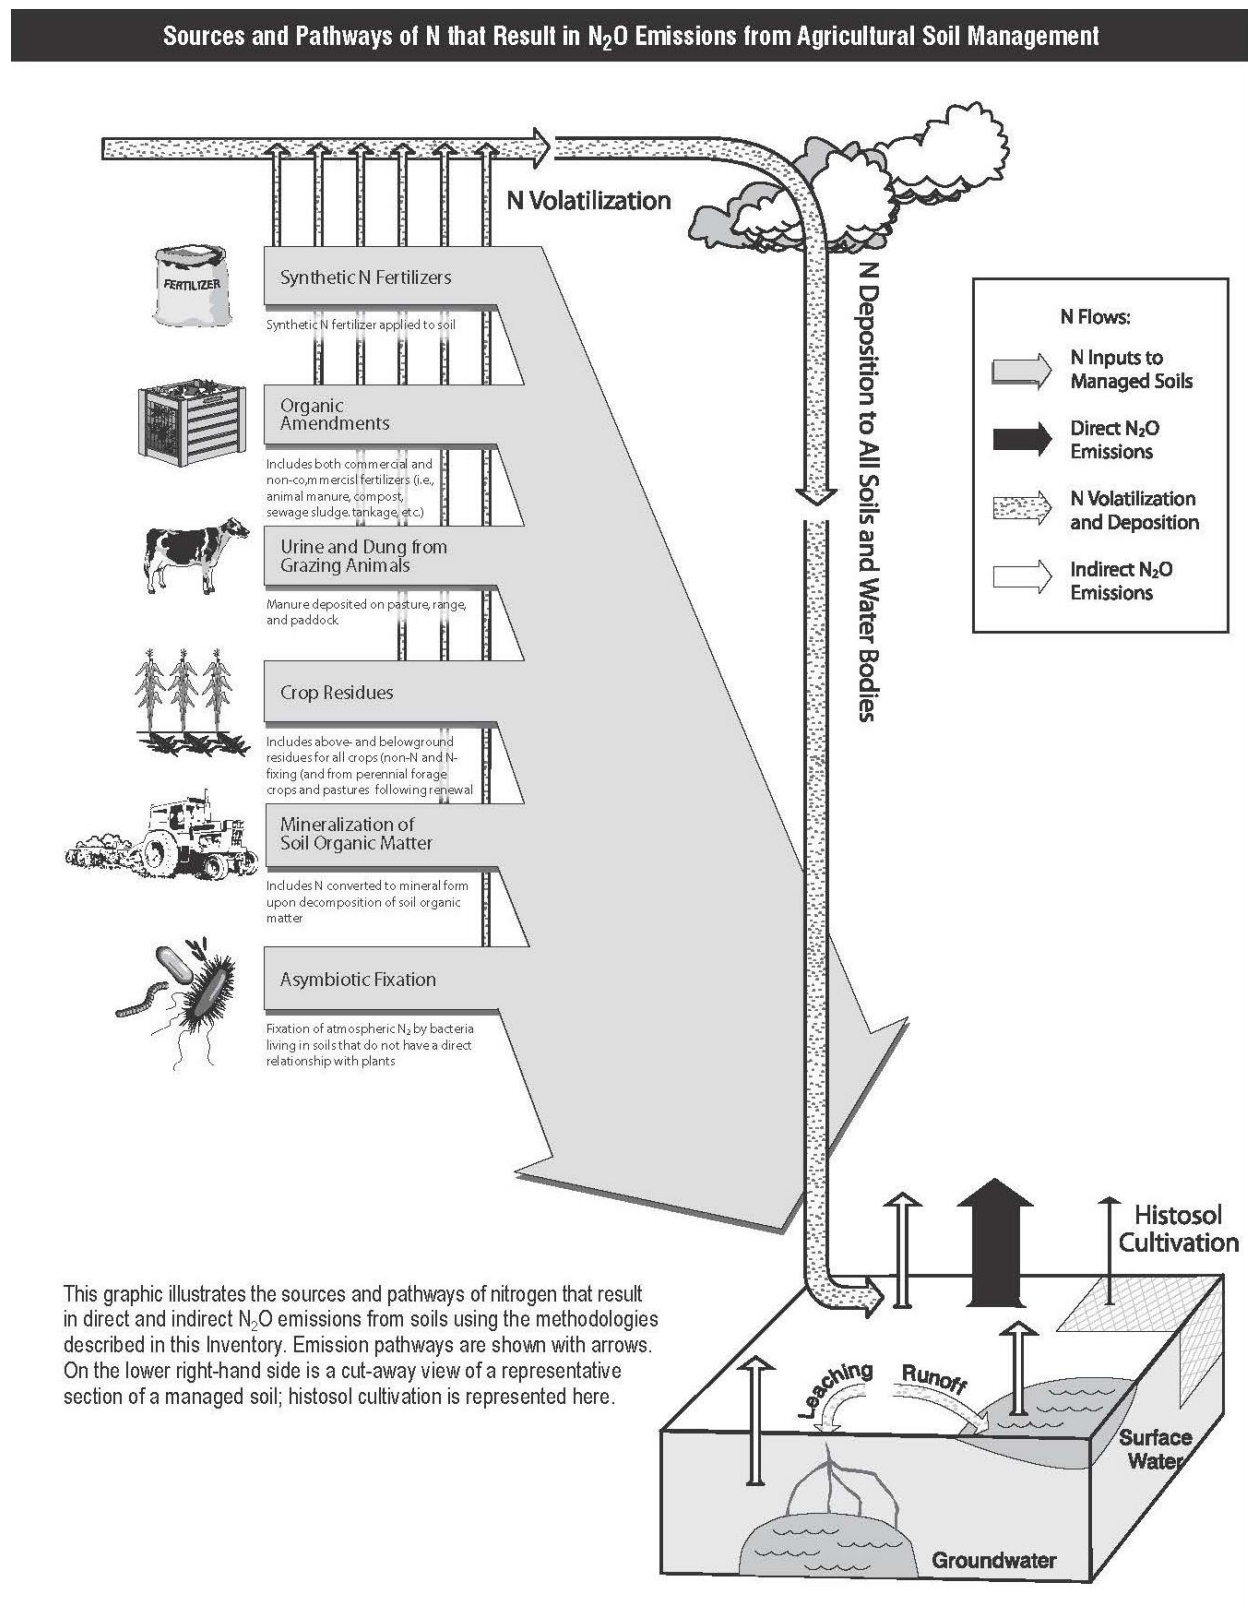 Sources and Pathways of N that Result in N₂O Emissions from Agricultural Soil Management
N Volatilization
FERTILIZER
Synthetic N Fertilizers
Synthetic N fertilizer applied to soil
Organic
Amendments
Includes both commercial and
non-co,m mercisl fertilizers (i.e.,
animal manure, compost,
sewage sludge. tankage, etc.)
Urine and Dung from
Grazing Animals
Manure deposited on pasture, range,
and paddock
Crop Residues
Includes above- and belowground
residues for all crops (non-N and N-
fixing (and from perennial forage
crops and pastures following renewal
Mineralization of
Soil Organic Matter
Includes N converted to mineral form
upon decomposition of soil organic
matter
Asymbiotic Fixation
Fixation of atmospheric N₂ by bacteria
living in soils that do not have a direct
relationship with plants
N Deposition to All Soils and Water Bodies
N Flows:
N Inputs to
Managed Soils
Direct N₂O
Emissions
N Volatilization
and Deposition
Indirect N₂O
Emissions
This graphic illustrates the sources and pathways of nitrogen that result
in direct and indirect N₂O emissions from soils using the methodologies
described in this Inventory. Emission pathways are shown with arrows.
On the lower right-hand side is a cut-away view of a representative
section of a managed soil; histosol cultivation is represented here.
Histosol
Cultivation
Leaching
Runoff
Surface
Water
Groundwater